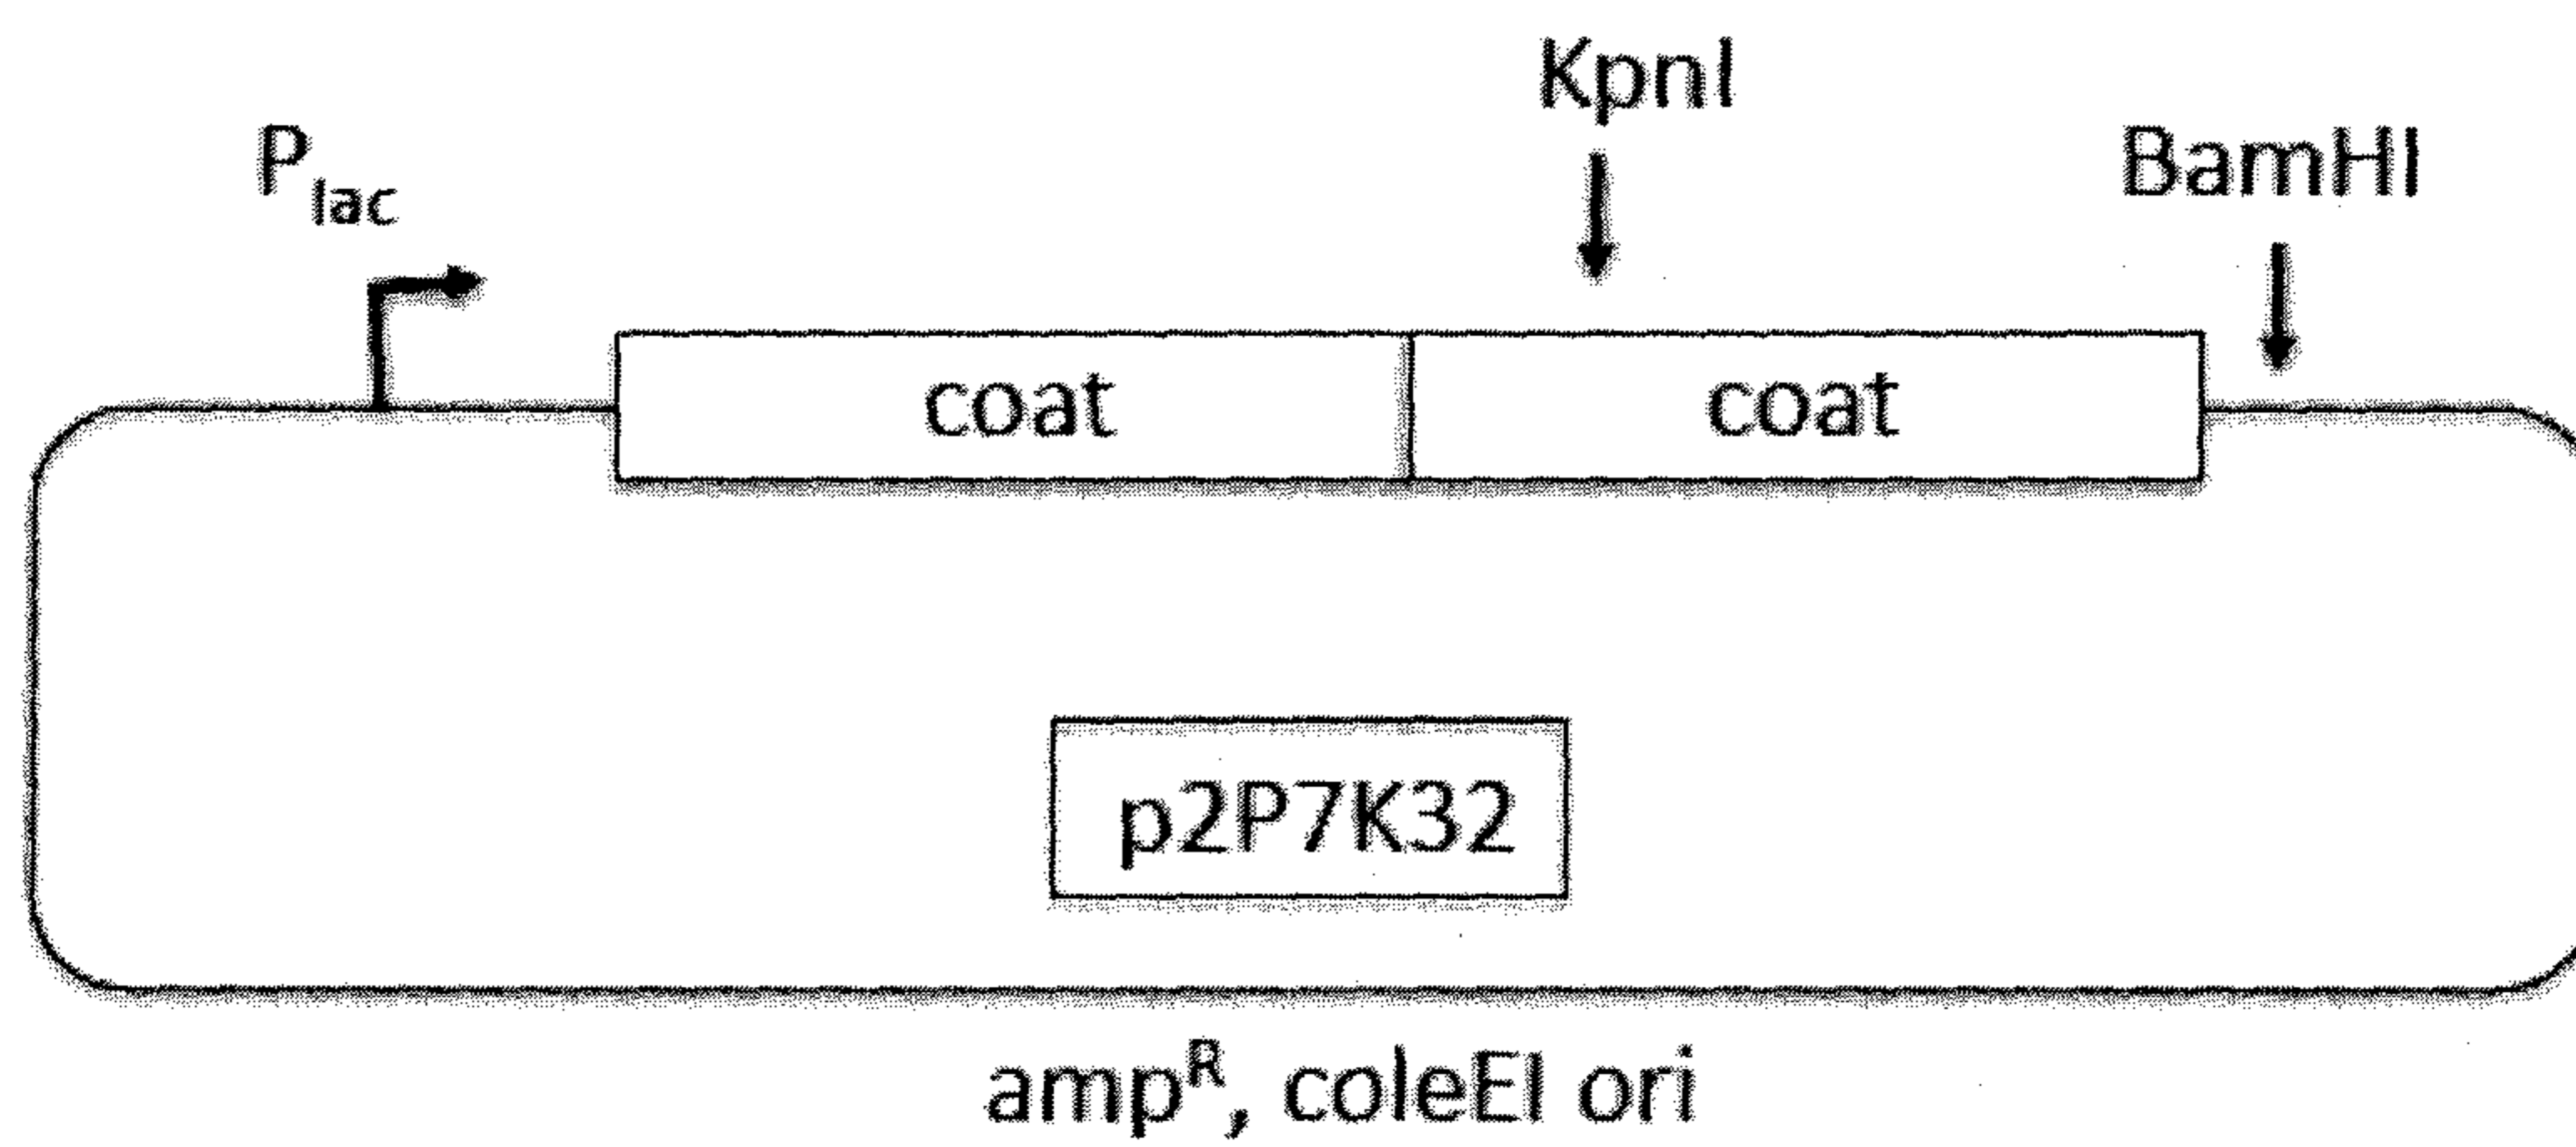 KpnI
BamHI
P_lac
coat coat
p2P7K32
amp^R, coleEI ori